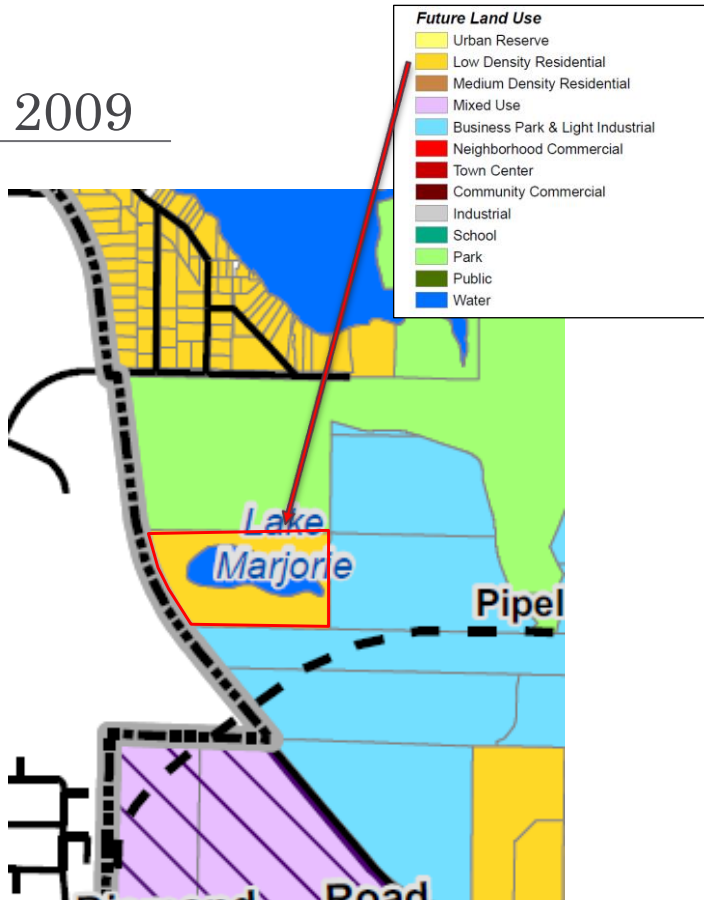 Future Land Use
Urban Reserve
Low Density Residential
2009
Medium Density Residential
Mixed Use
Business Park & Light Industrial
Neighborhood Commercial
Town Center
Community Commercial
Industrial
School
Park
Public
Water
Lake
Marjorie
Pipel
Road